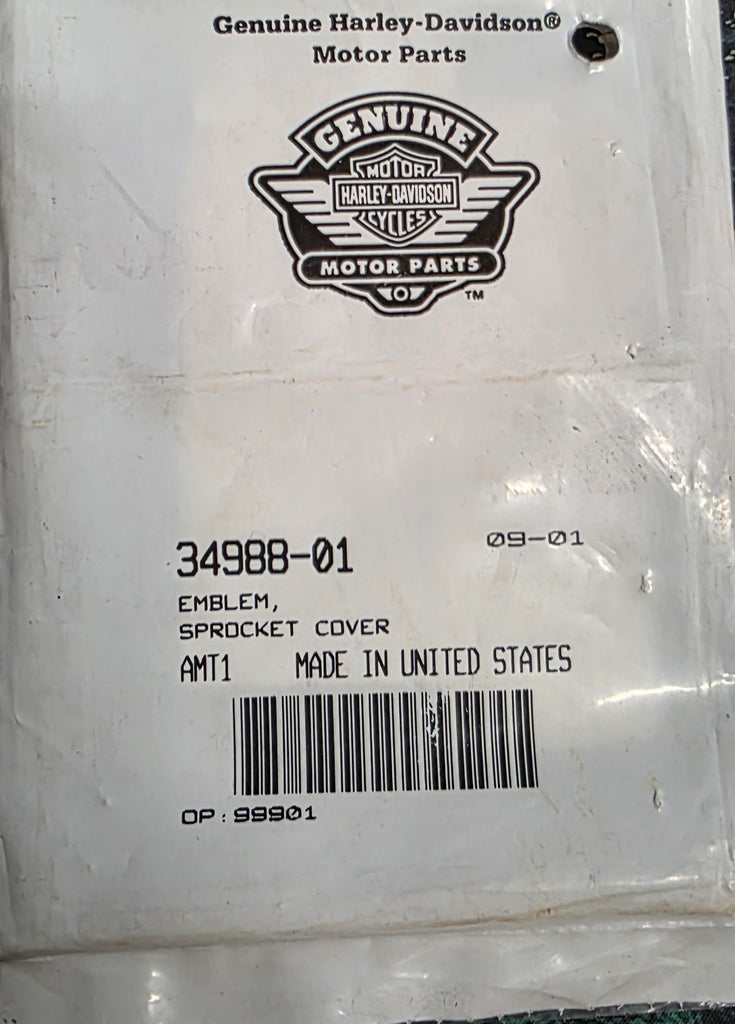 Genuine Harley-Davidson®
Motor Parts
GENUINE
MOTOR
HARLEY-DAVIDSON
CYCLES
MOTOR PARTS
TM
34988-01 09-01
EMBLEM,
SPROCKET COVER
AMT1 MADE IN UNITED STATES
OP:99901